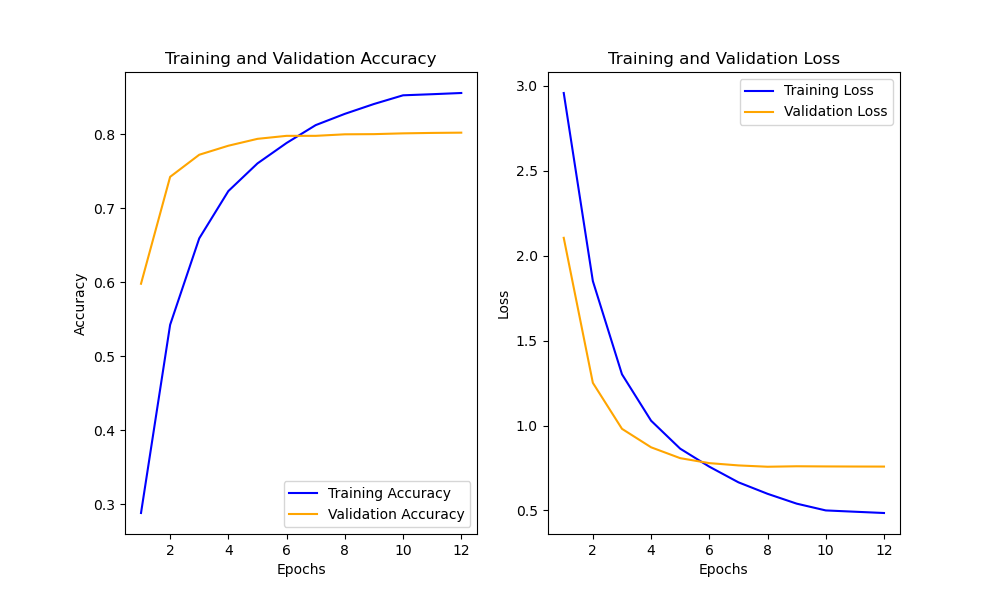 Training and Validation Accuracy
Accuracy
0.8
0.7
0.6
0.5
0.4
0.3
Training Accuracy
Validation Accuracy
2 4 6 8 10 12
Epochs
Training and Validation Loss
Loss
3.0
2.5
2.0
1.5
1.0
0.5
Training Loss
Validation Loss
2 4 6 8 10 12
Epochs